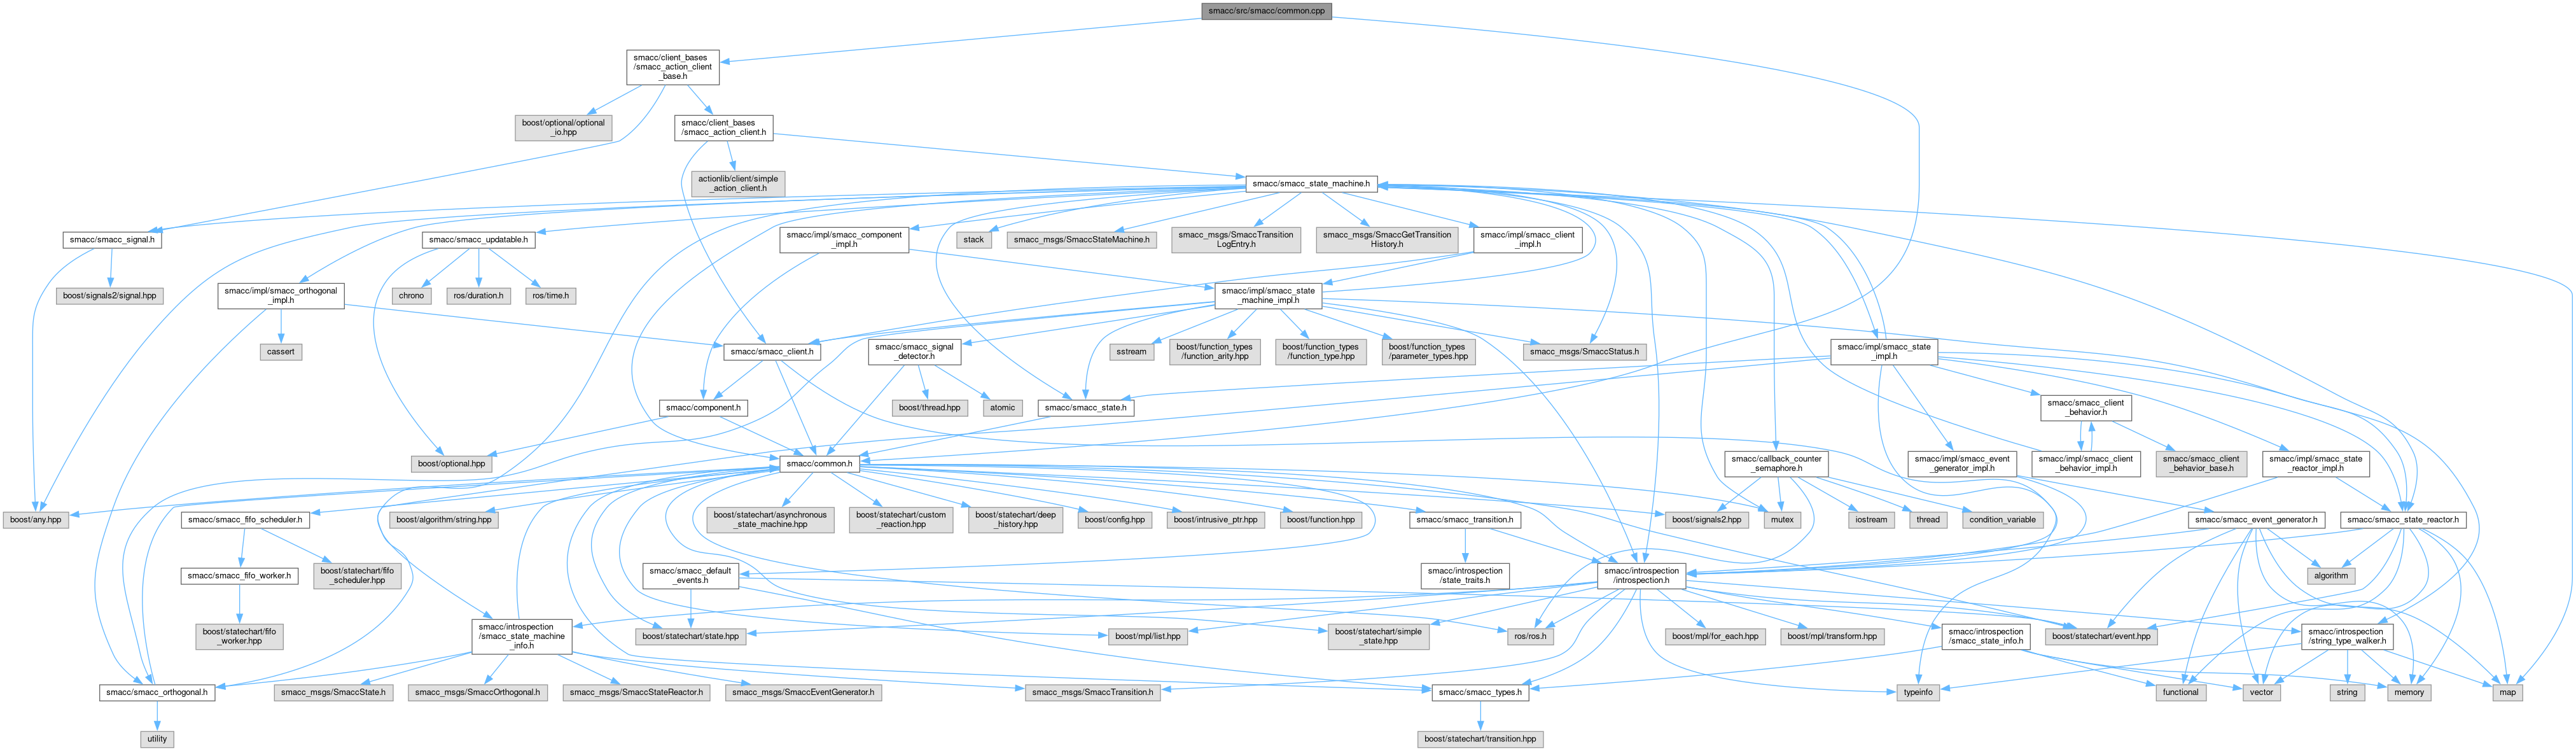 smacc/src/smacc/common.cpp
smacc/client_bases
/smacc_action_client
_base.h
boost/optional/optional
_io.hpp
smacc/client_bases
/smacc_action_client.h
actionlib/client/simple
_action_client.h
smacc/smacc_state_machine.h
smacc/smacc_signal.h
smacc/smacc_updatable.h
smacc/impl/smacc_component
_impl.h
stack
smacc_msgs/SmaccStateMachine.h
smacc_msgs/SmaccTransition
LogEntry.h
smacc_msgs/SmaccGetTransition
History.h
smacc/impl/smacc_client
_impl.h
boost/signals2/signal.hpp
smacc/impl/smacc_orthogonal
_impl.h
chrono
ros/duration.h
ros/time.h
smacc/impl/smacc_state
_machine_impl.h
cassert
smacc/smacc_client.h
smacc/smacc_signal
_detector.h
sstream
boost/function_types
/function_arity.hpp
boost/function_types
/function_type.hpp
boost/function_types
/parameter_types.hpp
smacc_msgs/SmaccStatus.h
smacc/impl/smacc_state
_impl.h
smacc/component.h
boost/thread.hpp
atomic
smacc/smacc_state.h
smacc/smacc_client
_behavior.h
boost/optional.hpp
smacc/common.h
smacc/callback_counter
_semaphore.h
smacc/impl/smacc_client
_behavior_impl.h
smacc/smacc_client
_behavior_base.h
smacc/impl/smacc_event
_generator_impl.h
smacc/impl/smacc_state
_reactor_impl.h
boost/any.hpp
smacc/smacc_fifo_scheduler.h
boost/algorithm/string.hpp
boost/statechart/asynchronous
_state_machine.hpp
boost/statechart/custom
_reaction.hpp
boost/statechart/deep
_history.hpp
boost/config.hpp
boost/intrusive_ptr.hpp
boost/function.hpp
smacc/smacc_transition.h
boost/signals2.hpp
mutex
iostream
thread
condition_variable
smacc/smacc_event_generator.h
smacc/smacc_state_reactor.h
smacc/smacc_fifo_worker.h
boost/statechart/fifo
_scheduler.hpp
smacc/smacc_default
_events.h
smacc/introspection
/state_traits.h
smacc/introspection
/introspection.h
algorithm
boost/statechart/fifo
_worker.hpp
smacc/introspection
/smacc_state_machine
_info.h
boost/statechart/state.hpp
boost/mpl/list.hpp
boost/statechart/simple
_state.hpp
ros/ros.h
boost/mpl/for_each.hpp
boost/mpl/transform.hpp
smacc/introspection
/smacc_state_info.h
boost/statechart/event.hpp
smacc/introspection
/string_type_walker.h
smacc/smacc_orthogonal.h
smacc_msgs/SmaccState.h
smacc_msgs/SmaccOrthogonal.h
smacc_msgs/SmaccStateReactor.h
smacc_msgs/SmaccEventGenerator.h
smacc_msgs/SmaccTransition.h
smacc/smacc_types.h
typeinfo
functional
vector
string
memory
map
utility
boost/statechart/transition.hpp